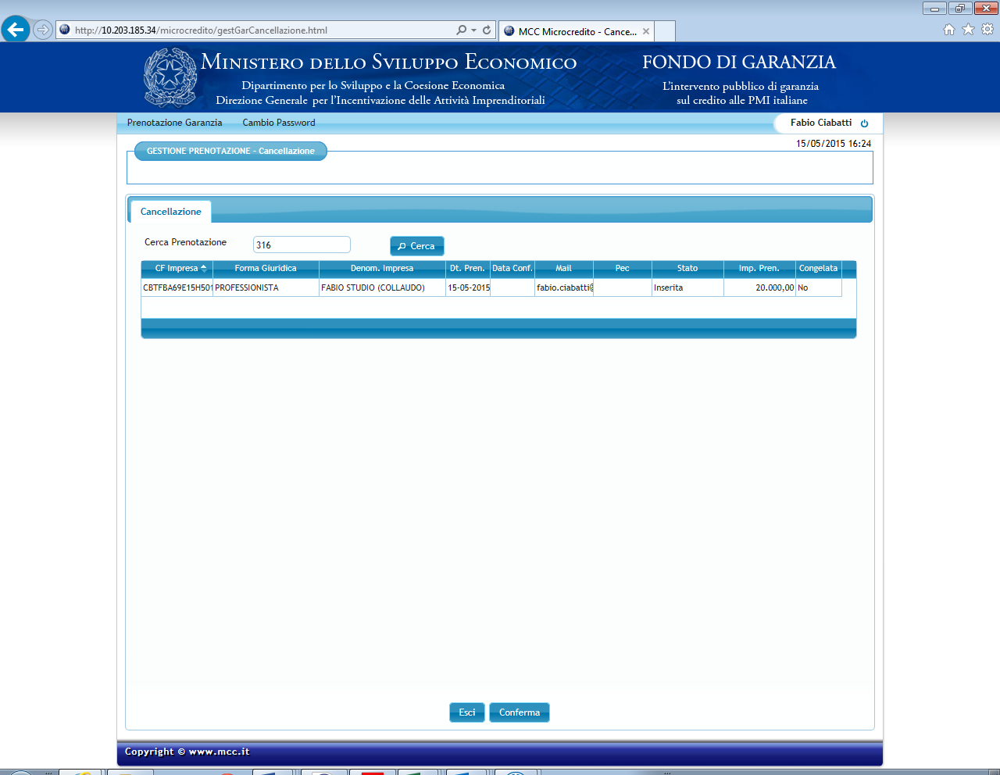 http://10.203.185.34/microcredito/gestGarCancellazione.html
MCC Microcredito - Cance...
MINISTERO DELLO SVILUPPO ECONOMICO
Dipartimento per lo Sviluppo e la Coesione Economica
Direzione Generale per l'Incentivazione delle Attività Imprenditoriali
FONDO DI GARANZIA
L'intervento pubblico di garanzia
sul credito alle PMI italiane
Prenotazione Garanzia Cambio Password Fabio Ciabatti
15/05/2015 16:24
GESTIONE PRENOTAZIONE - Cancellazione
Cancellazione
Cerca Prenotazione 316 Cerca
CF Impresa Forma Giuridica Denom. Impresa Dt. Pren. Data Conf. Mail Pec Stato Imp. Pren. Congelata
CBTFBA69E15H501 PROFESSIONISTA FABIO STUDIO (COLLAUDO) 15-05-2015 fabio.ciabatti@ Inserita 20.000,00 No
Esci Conferma
Copyright © www.mcc.it